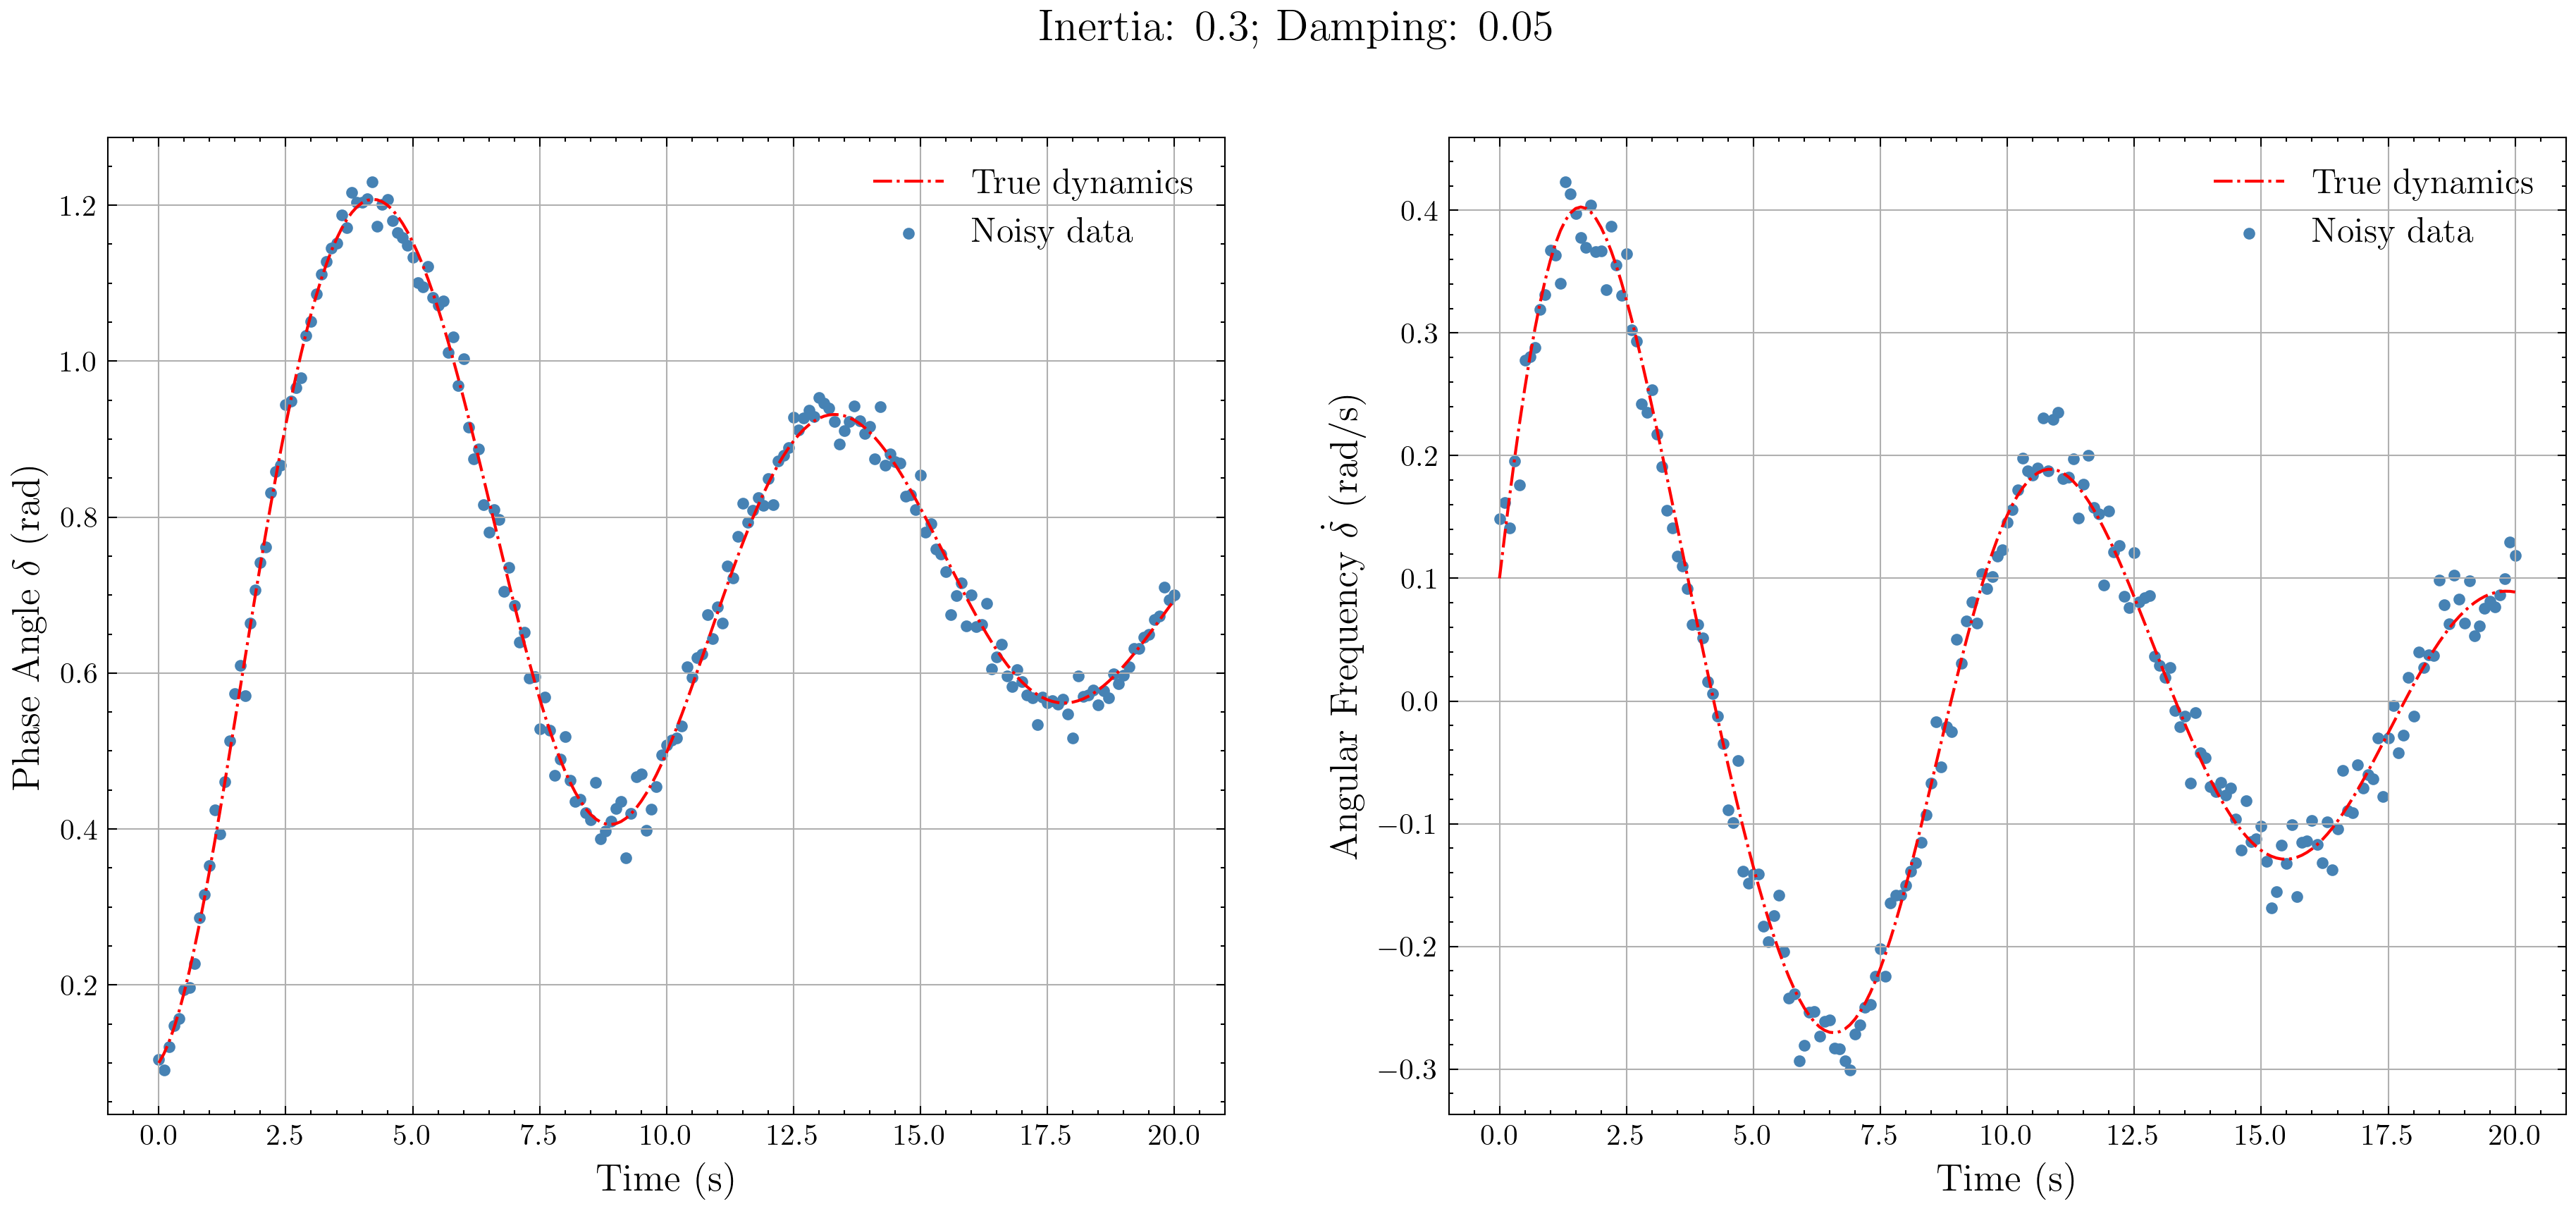 Inertia: 0.3; Damping: 0.05
True dynamics
Noisy data
1.2
1.0
0.8
0.6
0.4
0.2
Phase Angle δ (rad)
0.0 2.5 5.0 7.5 10.0 12.5 15.0 17.5 20.0
Time (s)
True dynamics
Noisy data
0.4
0.3
0.2
0.1
0.0
−0.1
−0.2
−0.3
Angular Frequency δ̇ (rad/s)
0.0 2.5 5.0 7.5 10.0 12.5 15.0 17.5 20.0
Time (s)